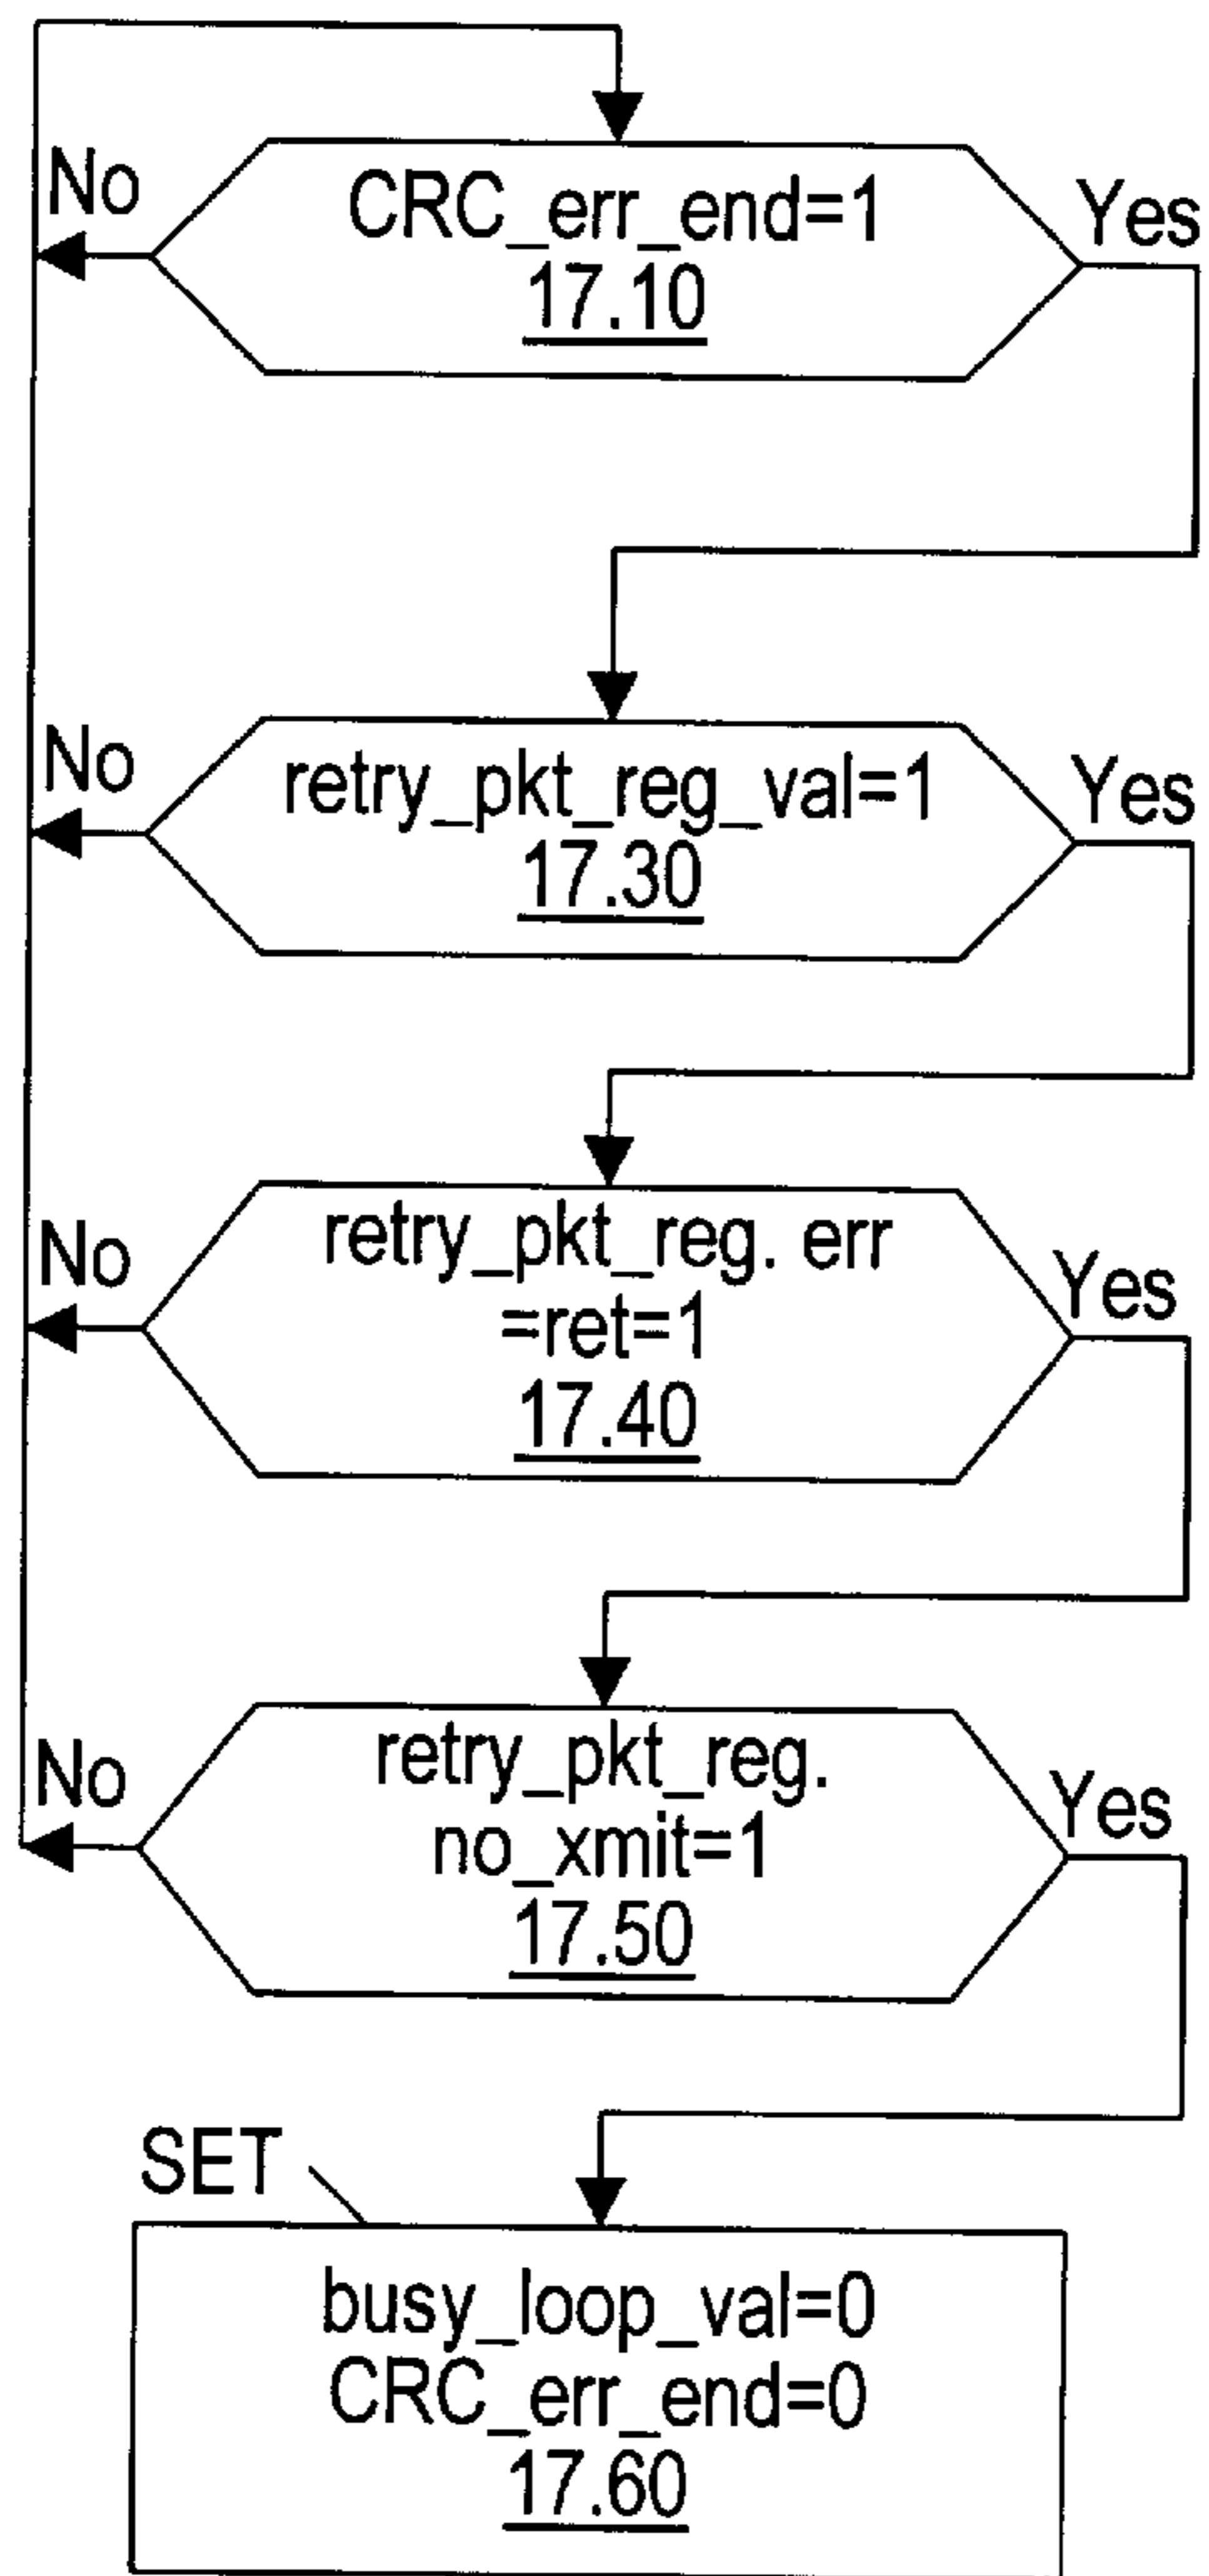 No
CRC_err_end=1
Yes
17.10
No
retry_pkt_reg_val=1
Yes
17.30
No
retry_pkt_reg. err
=ret=1
Yes
17.40
No
retry_pkt_reg.
no_xmit=1
Yes
17.50
SET
busy_loop_val=0
CRC_err_end=0
17.60